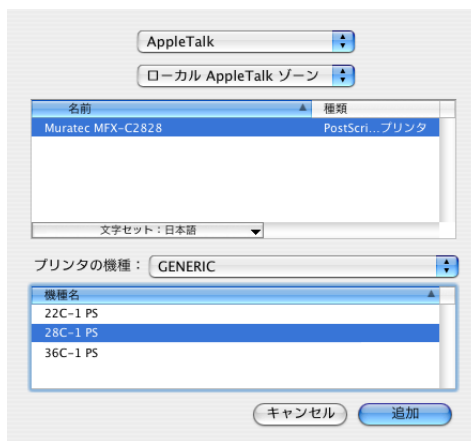 AppleTalk
ローカル AppleTalk ゾーン
名前 種類
Muratec MFX-C2828 PostScri...プリンタ
文字セット：日本語
プリンタの機種： GENERIC
機種名
22C-1 PS
28C-1 PS
36C-1 PS
キャンセル 追加